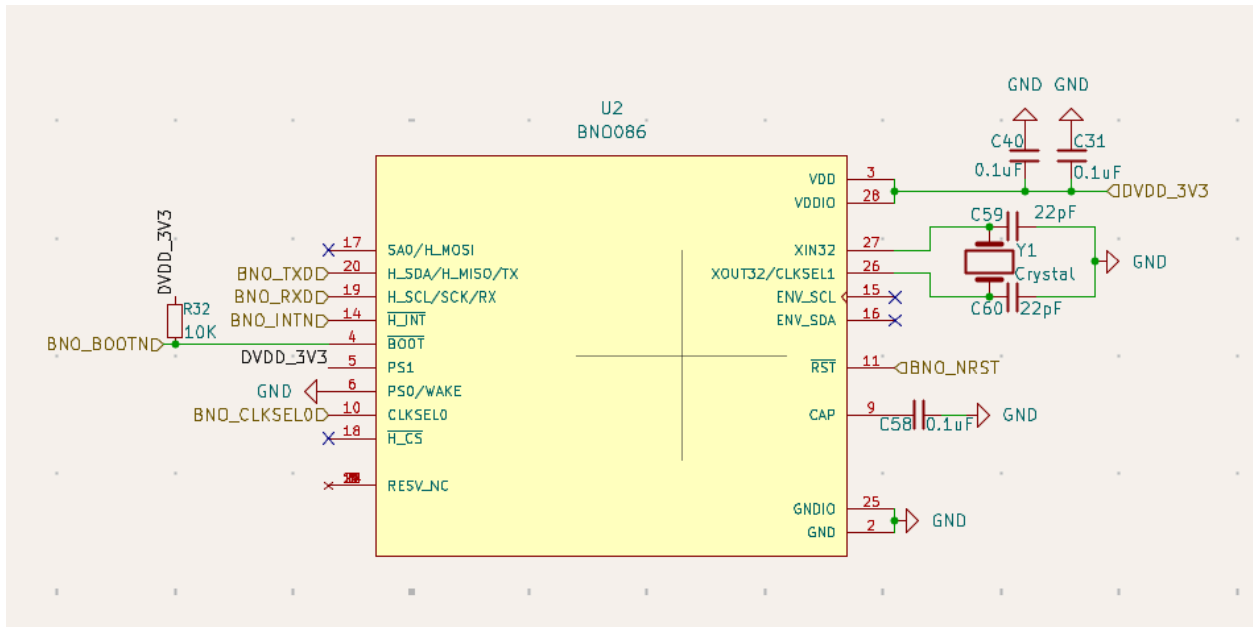 GND GND
U2
BNO086
C40 C31
0.1uF 0.1uF
VDD 3
VDDIO 28
DVDD_3V3
C59 22pF
DVDD_3V3
17 SA0/H_MOSI
XIN32 27
Y1
BNO_TXD 20 H_SDA/H_MISO/TX
XOUT32/CLKSEL1 26
Crystal
GND
BNO_RXD 19 H_SCL/SCK/RX
ENV_SCL 15
R32
C60 22pF
BNO_INTN 14 H_INT
ENV_SDA 16
10K
BNO_BOOTN 4 BOOT
DVDD_3V3 5 PS1
RST 11 BNO_NRST
GND 6 PS0/WAKE
BNO_CLKSEL0 10 CLKSEL0
CAP 9 C58 0.1uF GND
18 H_CS
RESV_NC
GNDIO 25
GND 2
GND